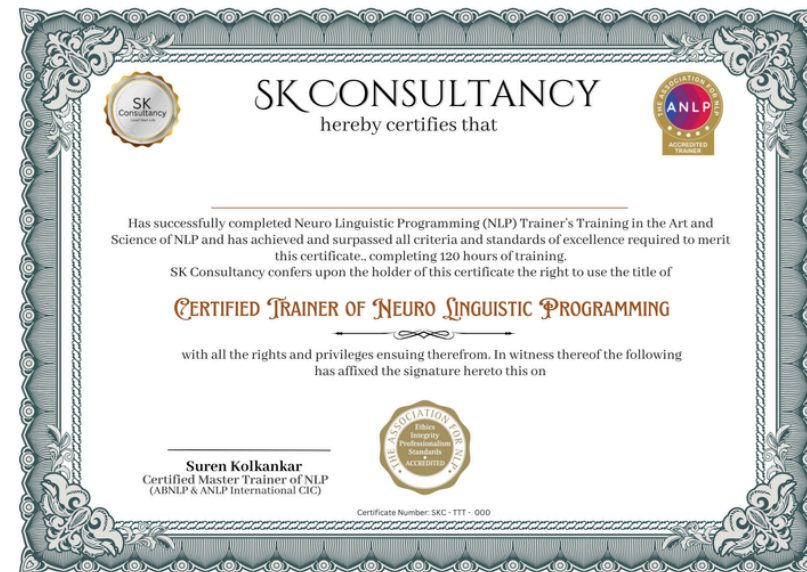 SK CONSULTANCY
hereby certifies that
SK
Consultancy
THE ASSOCIATION FOR NLP
ANLP
ACCREDITED
TRAINER
Has successfully completed Neuro Linguistic Programming (NLP) Trainer's Training in the Art and
Science of NLP and has achieved and surpassed all criteria and standards of excellence required to merit
this certificate., completing 120 hours of training.
SK Consultancy confers upon the holder of this certificate the right to use the title of
CERTIFIED TRAINER OF NEURO LINGUISTIC PROGRAMMING
with all the rights and privileges ensuing therefrom. In witness thereof the following
has affixed the signature hereto this on
THE ASSOCIATION FOR NLP
Ethics
Integrity
Professionalism
Standards
ACCREDITED
Suren Kolkankar
Certified Master Trainer of NLP
(ABNLP & ANLP International CIC)
Certificate Number: SKC - TTT - 000